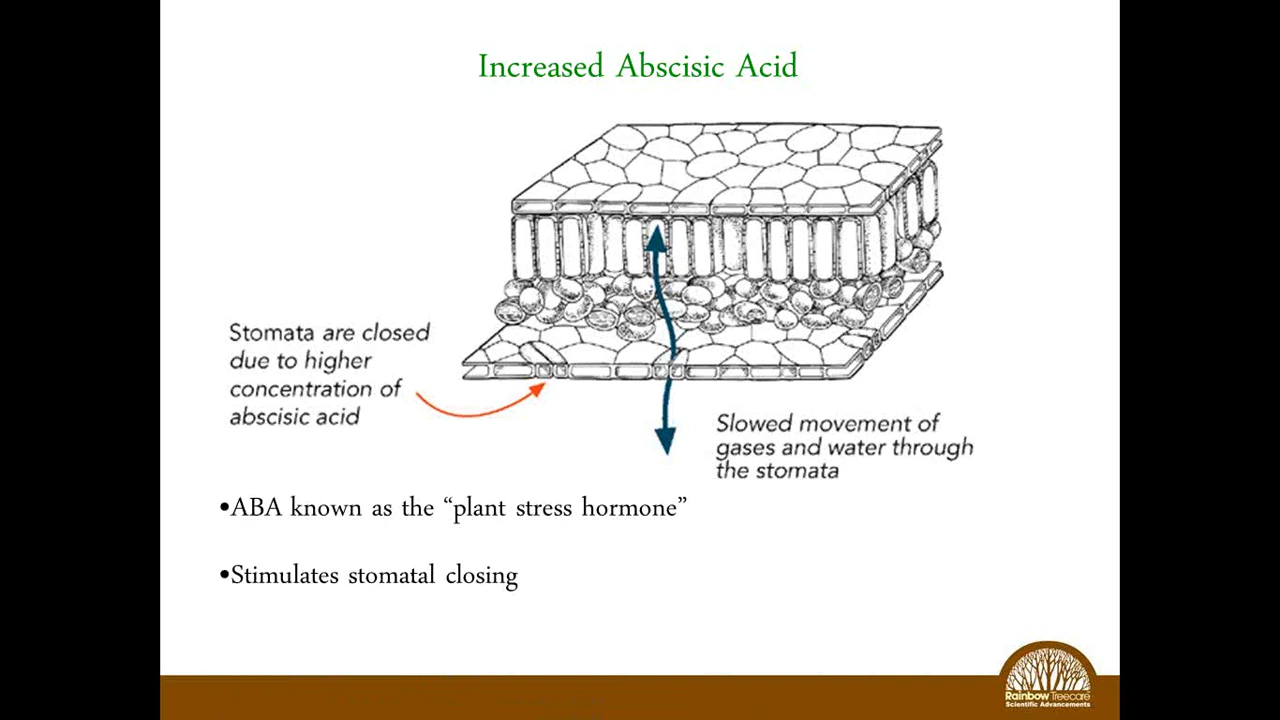 Increased Abscisic Acid
Stomata are closed
due to higher
concentration of
abscisic acid
Slowed movement of
gases and water through
the stomata
•ABA known as the “plant stress hormone”
•Stimulates stomatal closing
Rainbow Treecare
Scientific Advancements